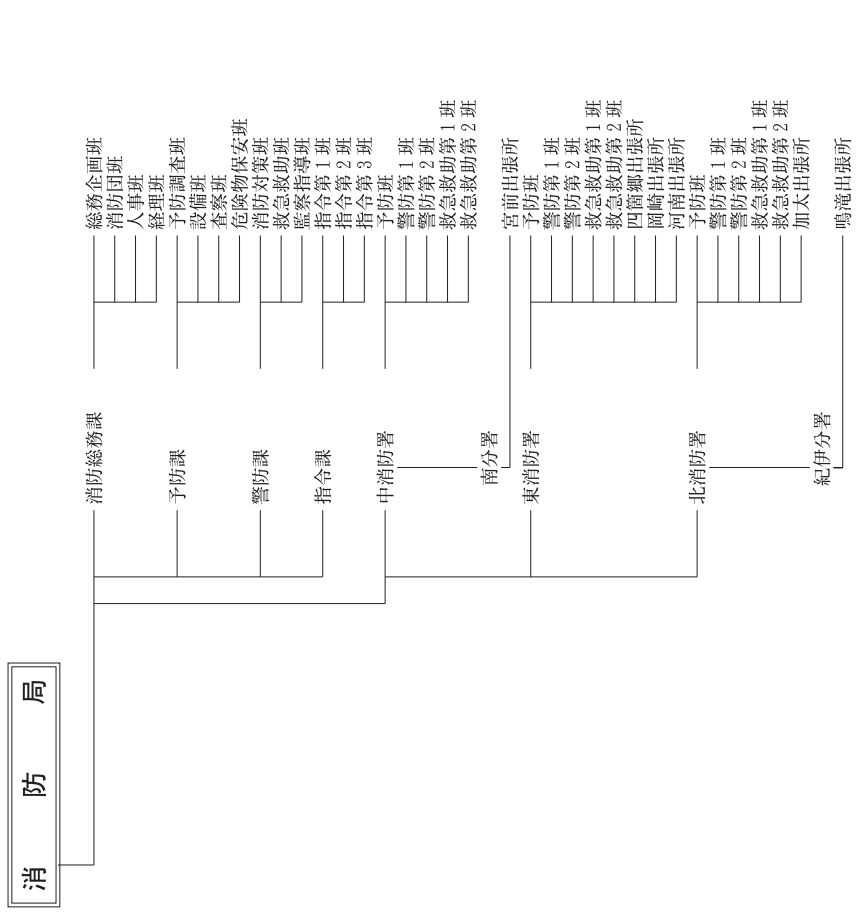 消防局
消防総務課
総務企画班
消防団班
人事班
経理班
予防課
予防調査班
設備班
査察班
危険物保安班
警防課
消防対策班
救急救助班
監察指導班
指令課
指令第1班
指令第2班
指令第3班
中消防署
予防班
警防第1班
警防第2班
救急救助第1班
救急救助第2班
南分署
宮前出張所
東消防署
予防班
警防第1班
警防第2班
救急救助第1班
救急救助第2班
四箇郷出張所
岡崎出張所
河南出張所
北消防署
予防班
警防第1班
警防第2班
救急救助第1班
救急救助第2班
加太出張所
紀伊分署
鳴滝出張所